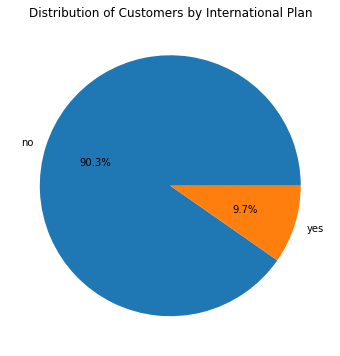 Distribution of Customers by International Plan
no
90.3%
9.7%
yes